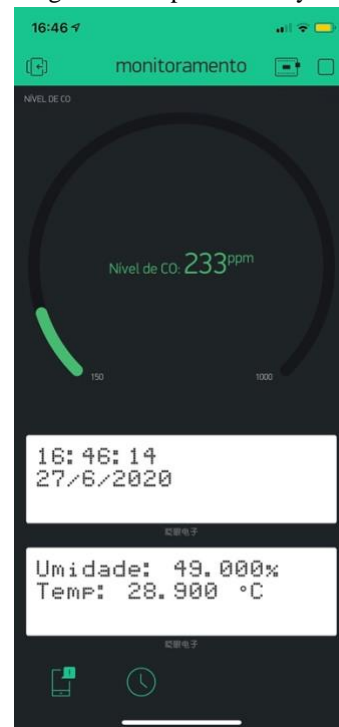 16:46
monitoramento
NÍVEL DE CO
Nível de CO: 233ppm
150 1000
16:46:14
27/6/2020
Umidade: 49.000%
Temp: 28.900 °C